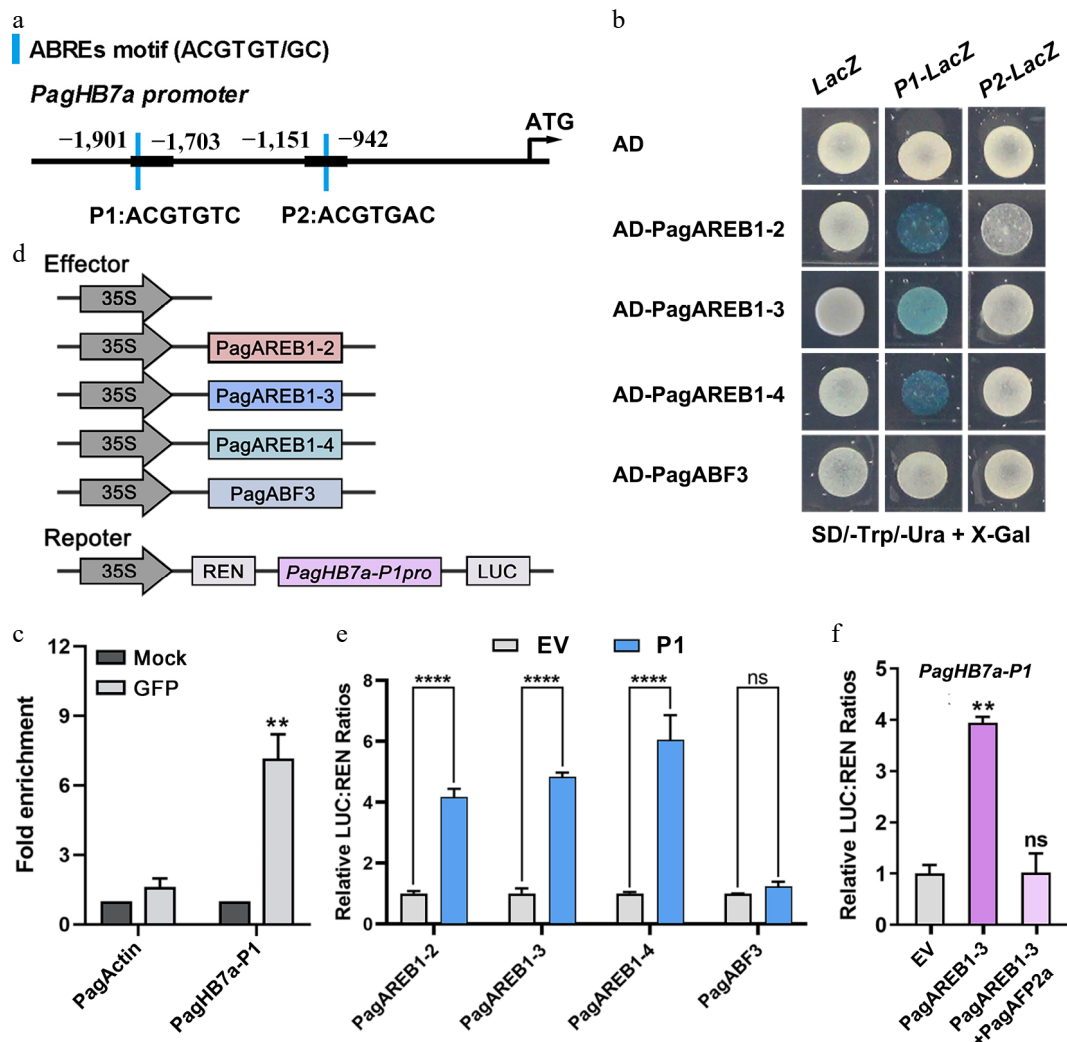 a
ABREs motif (ACGTGT/GC)
PagHB7a promoter
−1,901 −1,703 −1,151 −942 ATG
P1:ACGTGTC P2:ACGTGAC
b
LacZ P1-LacZ P2-LacZ
AD
AD-PagAREB1-2
AD-PagAREB1-3
AD-PagAREB1-4
AD-PagABF3
SD/-Trp/-Ura + X-Gal
d
Effector
35S
35S PagAREB1-2
35S PagAREB1-3
35S PagAREB1-4
35S PagABF3
Repoter
35S REN PagHB7a-P1pro LUC
c
Fold enrichment
12
9
6
3
0
Mock
GFP
**
PagActin PagHB7a-P1
e
EV P1
Relative LUC:REN Ratios
8
6
4
2
0
**** **** **** ns
PagAREB1-2 PagAREB1-3 PagAREB1-4 PagABF3
f
Relative LUC:REN Ratios
5
4
3
2
1
0
PagHB7a-P1
**
ns
EV
PagAREB1-3
PagAREB1-3
+PagAFP2a